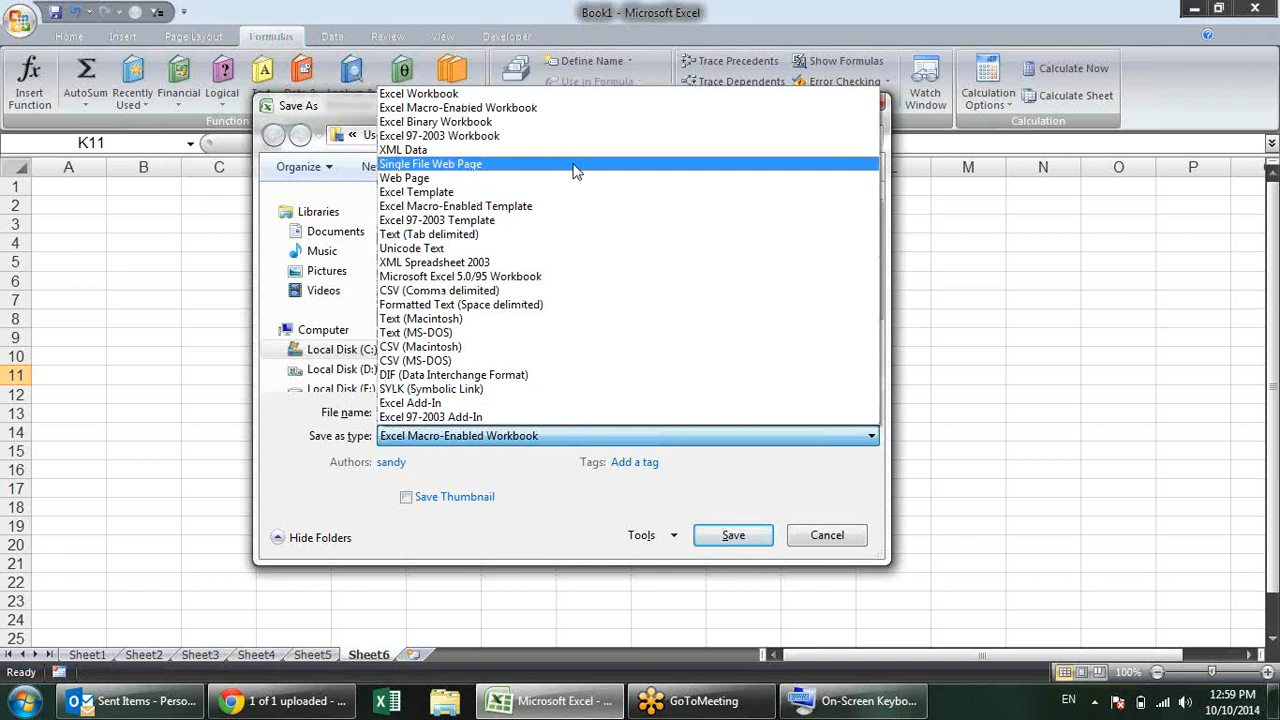 Book1 - Microsoft Excel
Home Insert Page Layout Formulas Data Review View Developer
Insert Function
AutoSum
Recently Used
Logical
Define Name
Use in Formula
Trace Precedents
Trace Dependents
Show Formulas
Error Checking
Watch Window
Calculation Options
Calculate Now
Calculate Sheet
Calculation
K11
A B C M N O P
1
2
3
4
5
6
7
8
9
10
11
12
13
14
15
16
17
18
19
20
21
22
23
24
25
Save As
« Us
Organize
Ne
Libraries
Documents
Music
Pictures
Videos
Computer
Local Disk (C:)
Local Disk (D:)
Local Disk (E:)
Excel Workbook
Excel Macro-Enabled Workbook
Excel Binary Workbook
Excel 97-2003 Workbook
XML Data
Single File Web Page
Web Page
Excel Template
Excel Macro-Enabled Template
Excel 97-2003 Template
Text (Tab delimited)
Unicode Text
XML Spreadsheet 2003
Microsoft Excel 5.0/95 Workbook
CSV (Comma delimited)
Formatted Text (Space delimited)
Text (Macintosh)
Text (MS-DOS)
CSV (Macintosh)
CSV (MS-DOS)
DIF (Data Interchange Format)
SYLK (Symbolic Link)
Excel Add-In
Excel 97-2003 Add-In
File name:
Save as type: Excel Macro-Enabled Workbook
Authors: sandy Tags: Add a tag
Save Thumbnail
Hide Folders Tools Save Cancel
Sheet1 Sheet2 Sheet3 Sheet4 Sheet5 Sheet6
Ready 100%
Sent Items - Perso... 1 of 1 uploaded - ... Microsoft Excel - ... GoToMeeting On-Screen Keybo... EN 12:59 PM
10/10/2014